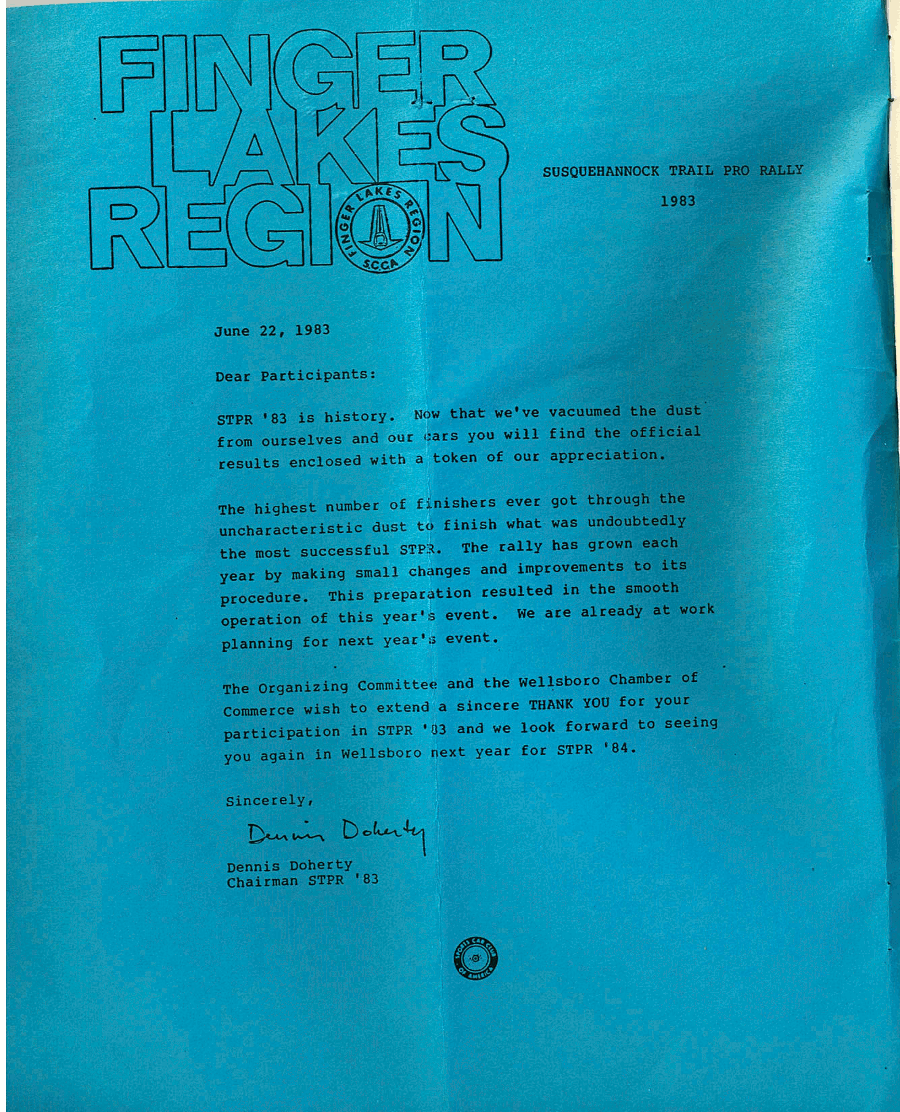 FINGER
LAKES
REGION
FINGER LAKES REGION
S.C.C.A
SUSQUEHANNOCK TRAIL PRO RALLY
1983
June 22, 1983
Dear Participants:
STPR '83 is history.  Now that we've vacuumed the dust
from ourselves and our cars you will find the official
results enclosed with a token of our appreciation.
The highest number of finishers ever got through the
uncharacteristic dust to finish what was undoubtedly
the most successful STPR.  The rally has grown each
year by making small changes and improvements to its
procedure.  This preparation resulted in the smooth
operation of this year's event.  We are already at work
planning for next year's event.
The Organizing Committee and the Wellsboro Chamber of
Commerce wish to extend a sincere THANK YOU for your
participation in STPR '83 and we look forward to seeing
you again in Wellsboro next year for STPR '84.
Sincerely,
Dennis Doherty
Dennis Doherty
Chairman STPR '83
SPORTS CAR CLUB
OF AMERICA